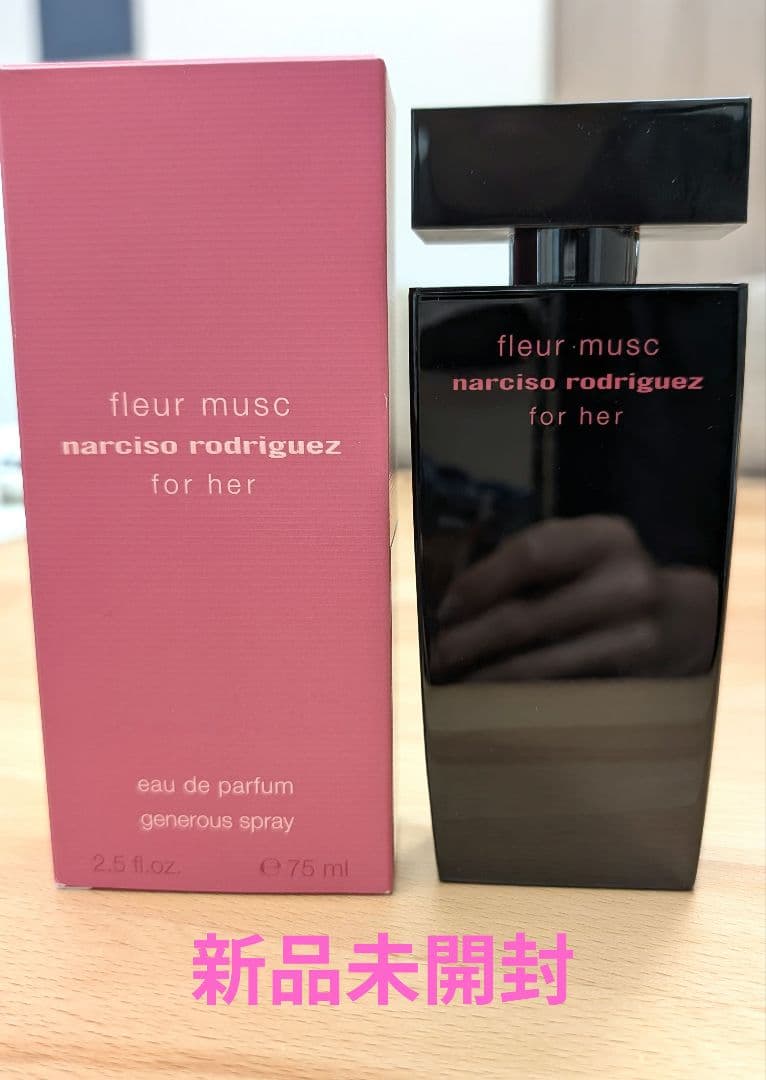 fleur musc
narciso rodriguez
for her
eau de parfum
generous spray
2.5 fl.oz. ℮ 75 ml
fleur musc
narciso rodriguez
for her
新品未開封